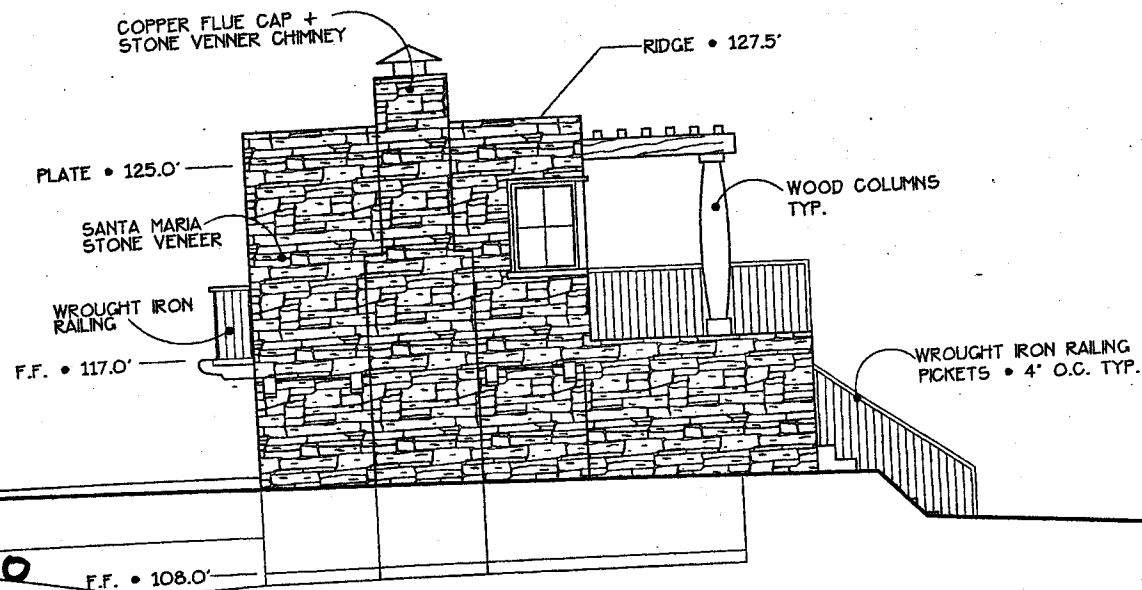 COPPER FLUE CAP +
STONE VENNER CHIMNEY
RIDGE • 127.5'
PLATE • 125.0'
WOOD COLUMNS
TYP.
SANTA MARIA
STONE VENEER
WROUGHT IRON
RAILING
F.F. • 117.0'
WROUGHT IRON RAILING
PICKETS • 4" O.C. TYP.
F.F. • 108.0'